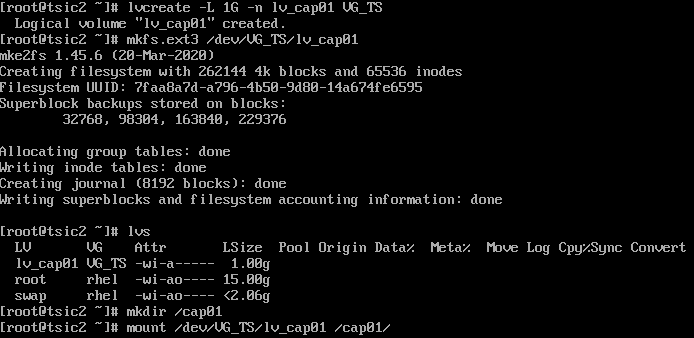 [root@tsic2 ~]# lvcreate -L 1G -n lv_cap01 VG_TS
  Logical volume "lv_cap01" created.
[root@tsic2 ~]# mkfs.ext3 /dev/VG_TS/lv_cap01
mke2fs 1.45.6 (20-Mar-2020)
Creating filesystem with 262144 4k blocks and 65536 inodes
Filesystem UUID: 7faa8a7d-a796-4b50-9d80-14a674fe6595
Superblock backups stored on blocks:
        32768, 98304, 163840, 229376
Allocating group tables: done
Writing inode tables: done
Creating journal (8192 blocks): done
Writing superblocks and filesystem accounting information: done
[root@tsic2 ~]# lvs
  LV       VG    Attr       LSize  Pool Origin Data%  Meta%  Move Log Cpy%Sync Convert
  lv_cap01 VG_TS -wi-a-----  1.00g
  root     rhel  -wi-ao---- 15.00g
  swap     rhel  -wi-ao---- <2.06g
[root@tsic2 ~]# mkdir /cap01
[root@tsic2 ~]# mount /dev/VG_TS/lv_cap01 /cap01/